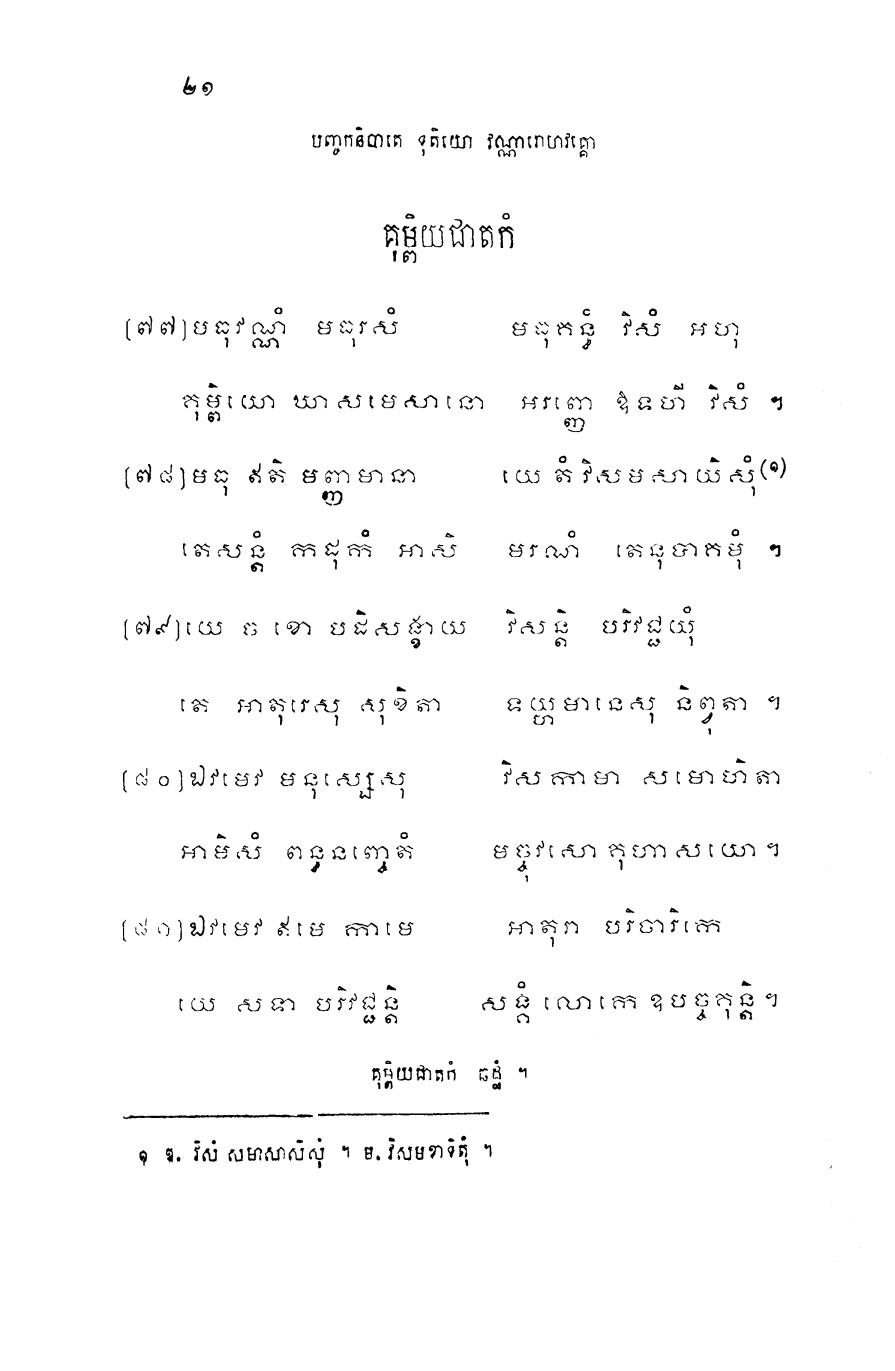 ២១
បញ្ចកនិបាតេ ទុតិយោ វណ្ណារោហវគ្គោ
គុម្ពិយជាតកំ
[៧៧] មធុវណ្ណំ មធុរសំ មធុគន្ធំ វិសំ អហុ
គុម្ពិយោ ឃាសមេសានោ អរញ្ញេ ឱទហី វិសំ ។
[៧៨] មធុ ឥតិ មញ្ញមានា យេ តំ វិសមសាយិសុំ(១)
តេសន្តំ កដុកំ អាសិ មរណំ តេនុបាគមុំ ។
[៧៩] យេ ច ខោ បដិសង្ខាយ វិសន្តិ បរិវជ្ជយុំ
តេ អាតុរេសុ សុខិតា ទយ្ហមានេសុ និព្វុតា ។
[៨០] ឯវមេវ មនុស្សេសុ វិសកាមា សមោហិតា
អាមិសំ ពន្ធនញ្ចេតំ មច្ចុវសោ គុហាសយោ ។
[៨១] ឯវមេវ ឥមេ កាមេ អាតុរា បរិចារិកេ
យេ សទា បរិវជ្ជន្តិ សង្គំ លោកេ ឧបច្ចគុន្តិ ។
គុម្ពិយជាតកំ ឆដ្ឋំ ។
១ ឱ. វិសំ សមាសាសិសុំ ។ ម. វិសមខាទិតុំ ។